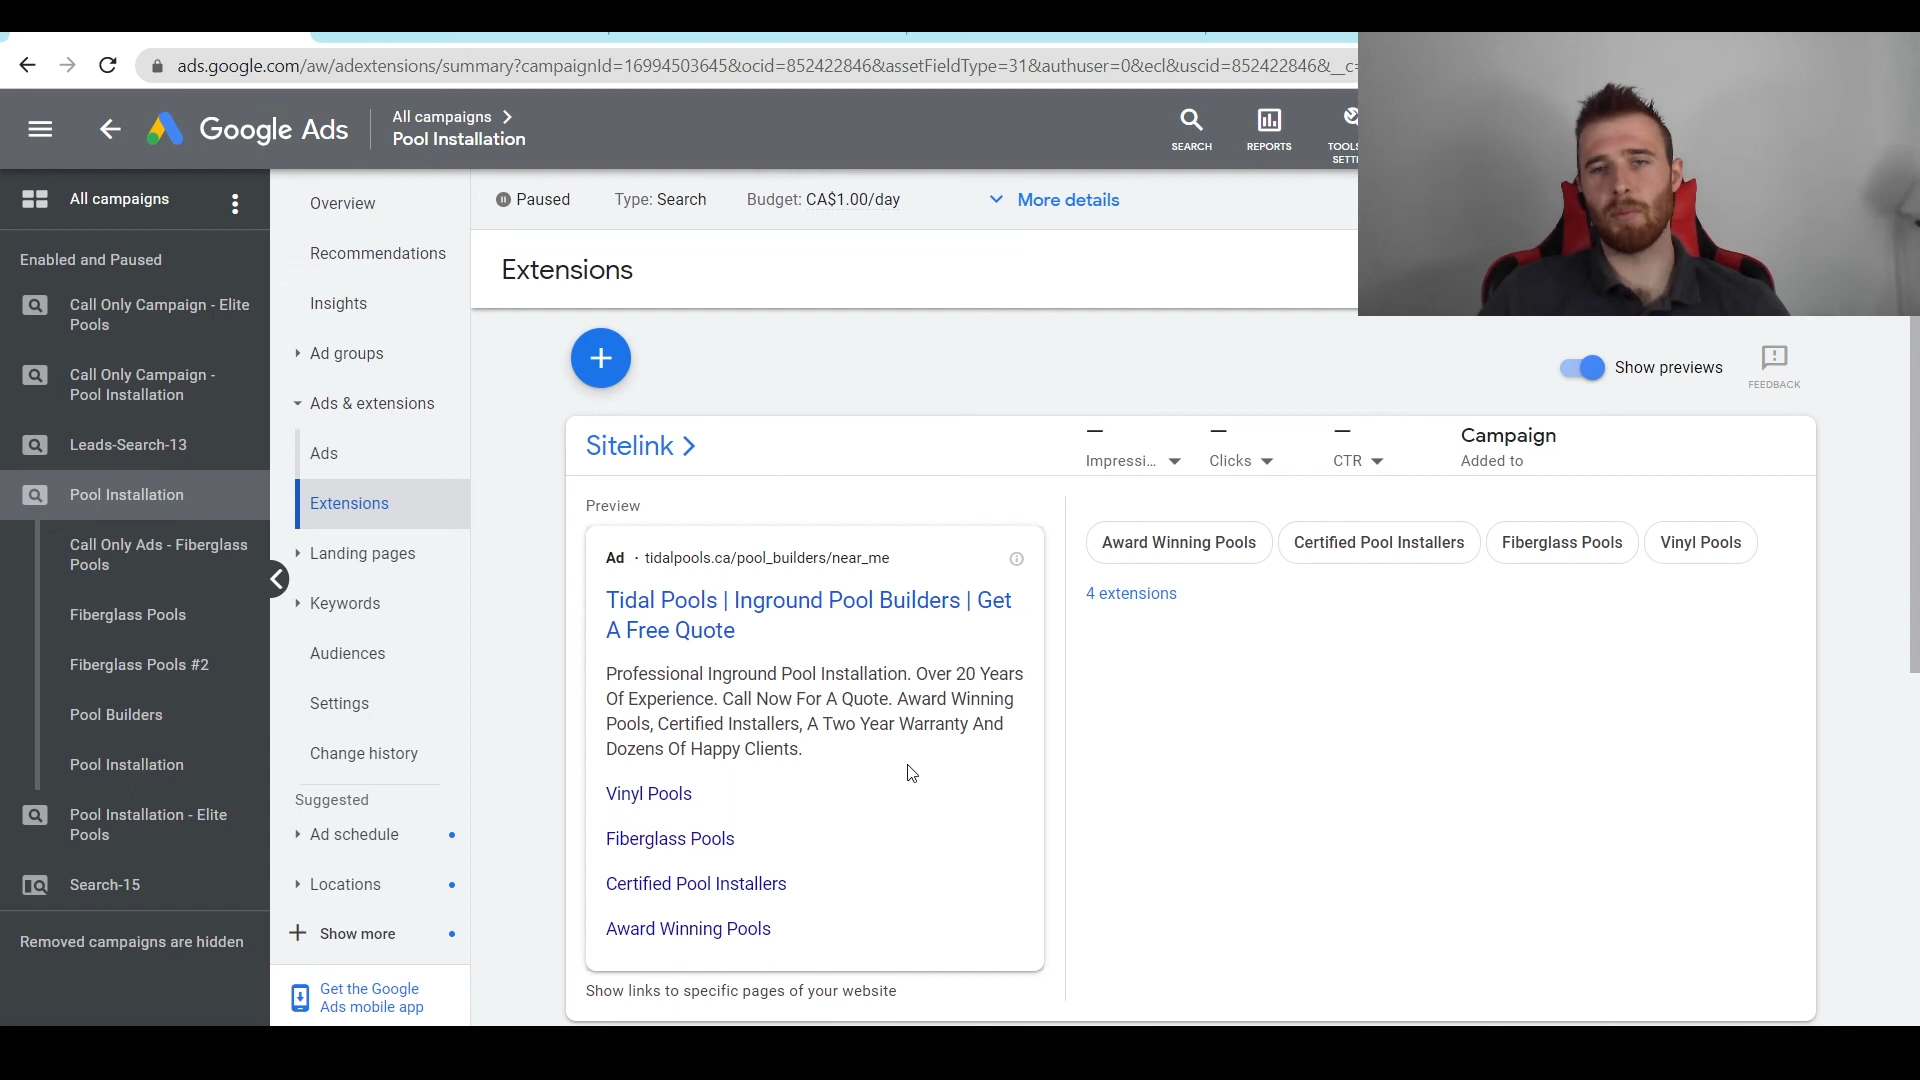 ads.google.com/aw/adextensions/summary?campaignId=16994503645&ocid=852422846&assetFieldType=31&authuser=0&ecl&uscid=852422846&__c=
Google Ads
All campaigns
Pool Installation
SEARCH
REPORTS
TOOLS
SETTI
All campaigns
Enabled and Paused
Call Only Campaign - Elite
Pools
Call Only Campaign -
Pool Installation
Leads-Search-13
Pool Installation
Call Only Ads - Fiberglass
Pools
Fiberglass Pools
Fiberglass Pools #2
Pool Builders
Pool Installation
Pool Installation - Elite
Pools
Search-15
Removed campaigns are hidden
Overview
Recommendations
Insights
Ad groups
Ads & extensions
Ads
Extensions
Landing pages
Keywords
Audiences
Settings
Change history
Suggested
Ad schedule
Locations
Show more
Get the Google
Ads mobile app
Paused Type: Search Budget: CA$1.00/day More details
Extensions
Show previews
FEEDBACK
Sitelink
Impressi... Clicks CTR
Campaign
Added to
Preview
Ad · tidalpools.ca/pool_builders/near_me
Tidal Pools | Inground Pool Builders | Get
A Free Quote
Professional Inground Pool Installation. Over 20 Years
Of Experience. Call Now For A Quote. Award Winning
Pools, Certified Installers, A Two Year Warranty And
Dozens Of Happy Clients.
Vinyl Pools
Fiberglass Pools
Certified Pool Installers
Award Winning Pools
Show links to specific pages of your website
Award Winning Pools Certified Pool Installers Fiberglass Pools Vinyl Pools
4 extensions